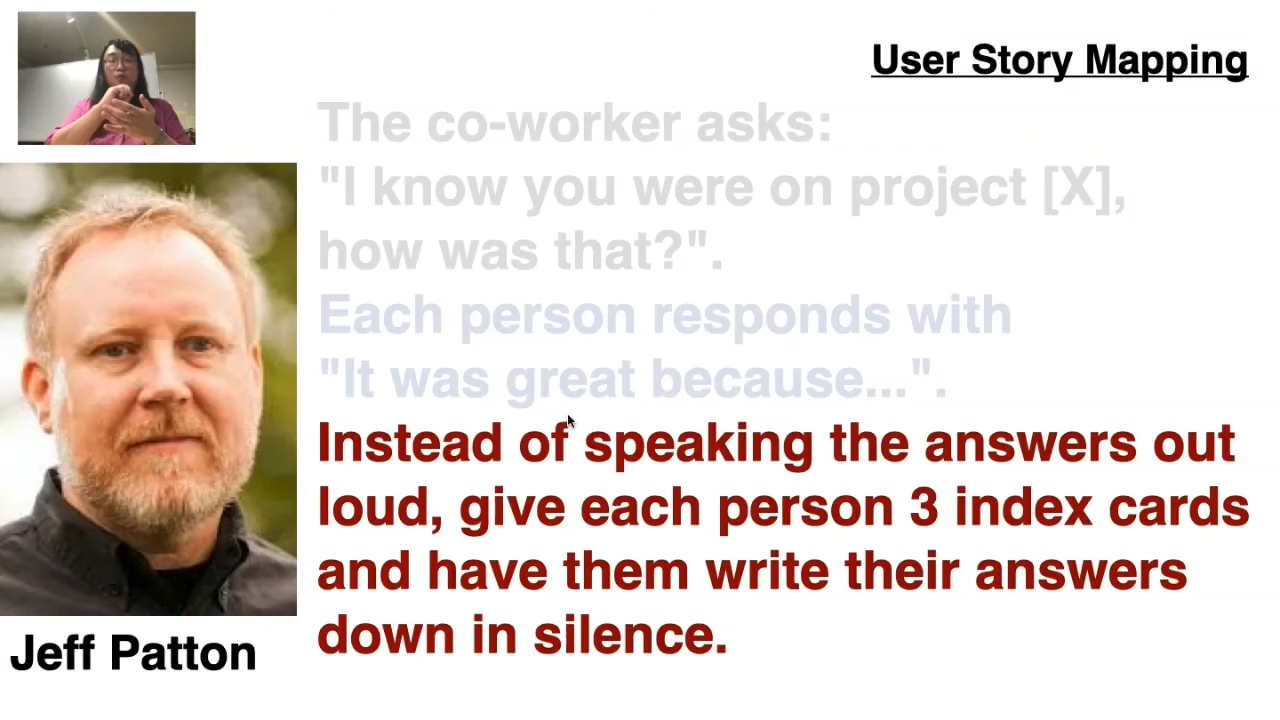 User Story Mapping
The co-worker asks:
"I know you were on project [X],
how was that?".
Each person responds with
"It was great because...".
Instead of speaking the answers out
loud, give each person 3 index cards
and have them write their answers
down in silence.
Jeff Patton